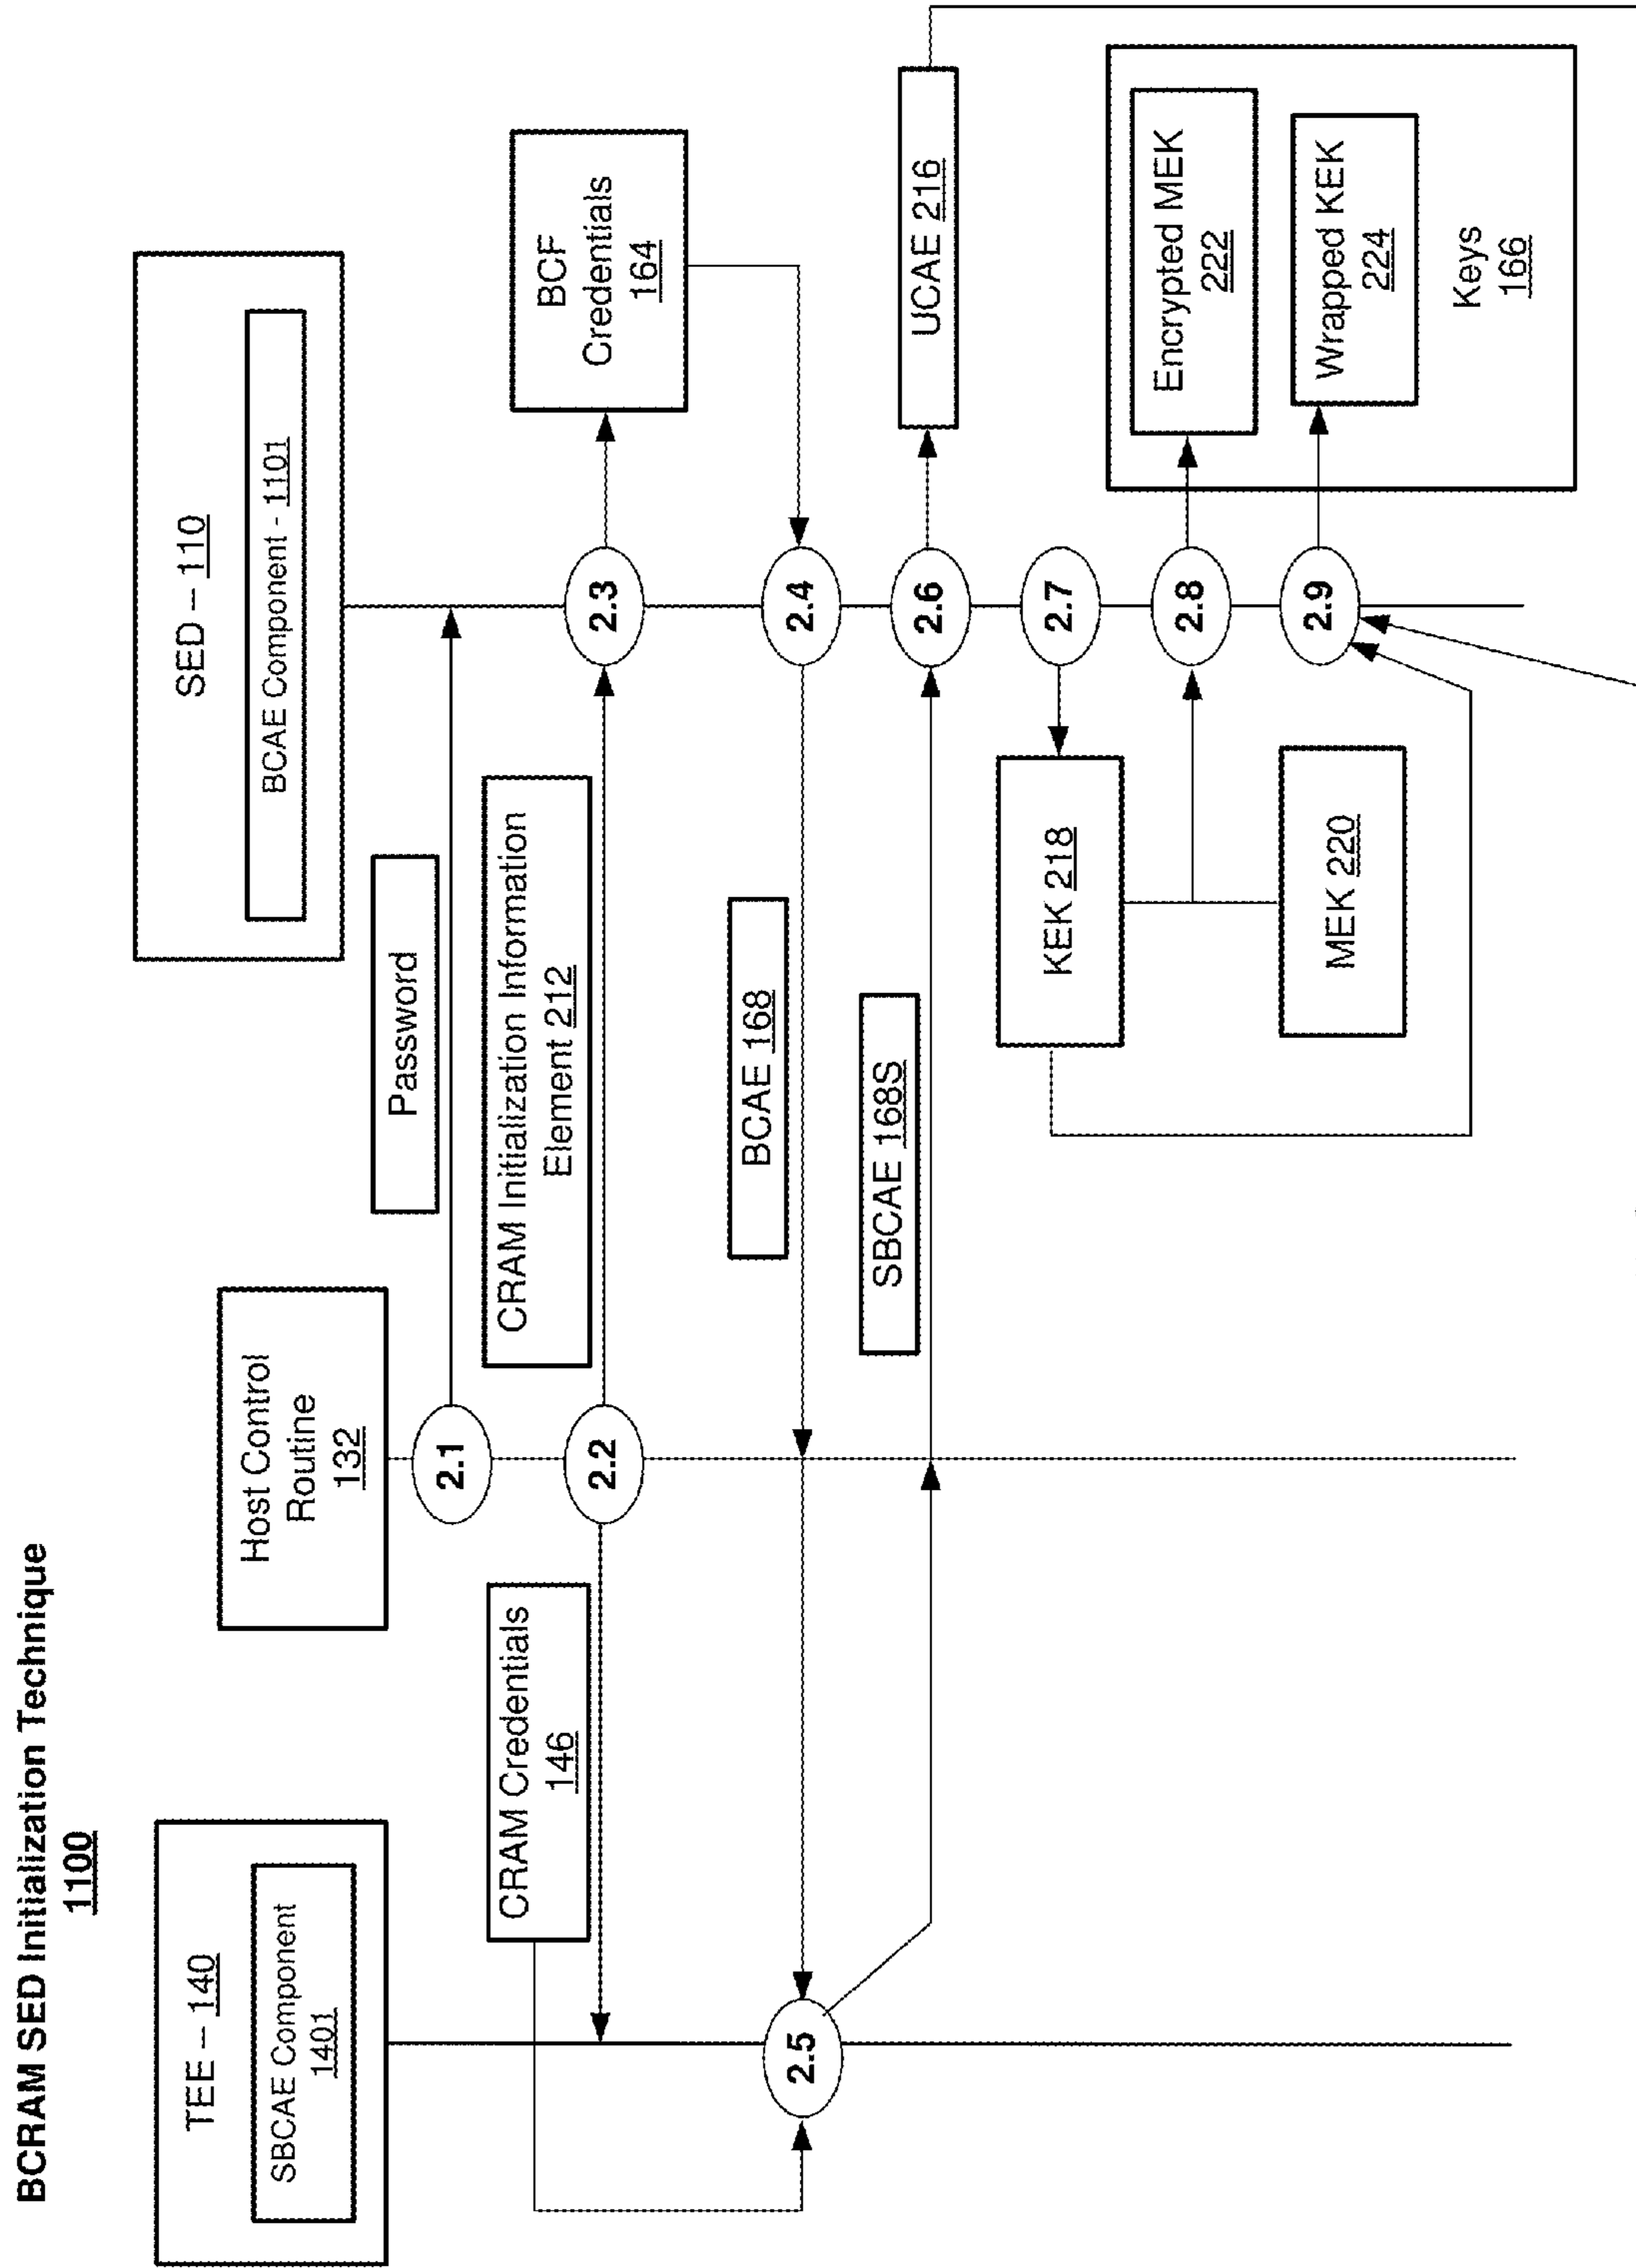 BCRAM SED Initialization Technique
1100
TEE – 140
SBCAE Component
1401
Host Control
Routine
132
SED – 110
BCAE Component - 1101
2.1
Password
CRAM Credentials
146
2.2
CRAM Initialization Information
Element 212
2.3
BCF
Credentials
164
BCAE 168
2.4
2.5
SBCAE 168S
2.6
UCAE 216
2.7
KEK 218
MEK 220
2.8
Encrypted MEK
222
2.9
Wrapped KEK
224
Keys
166